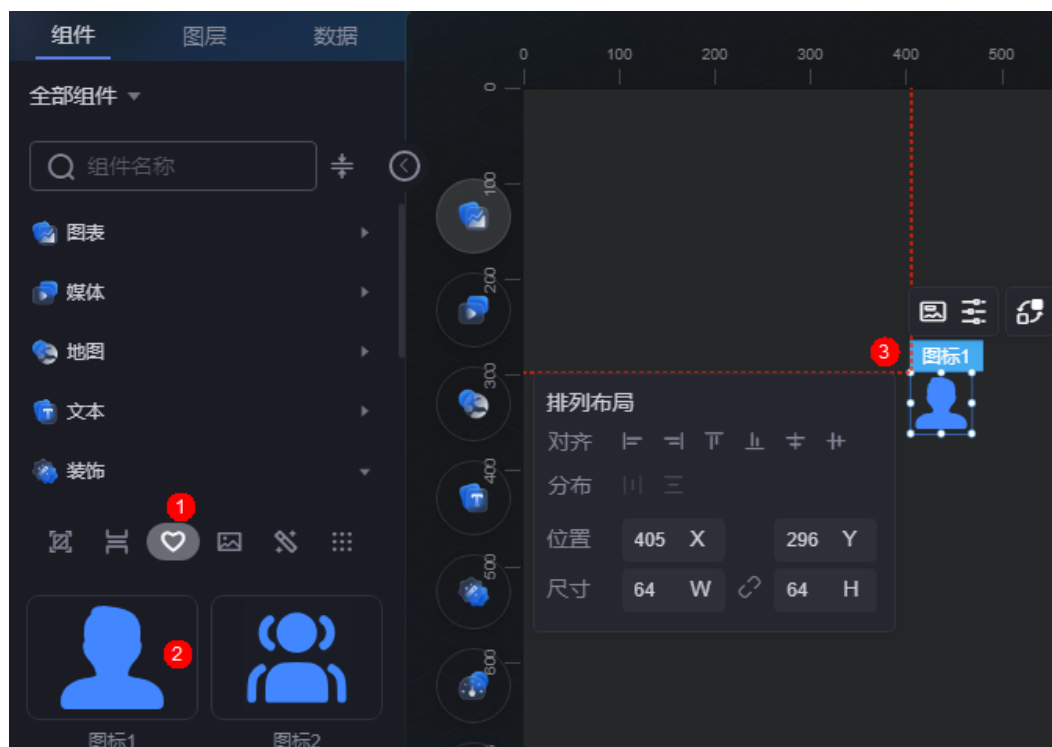 组件 图层 数据
全部组件
组件名称
图表
媒体
地图
文本
装饰
1
2
图标1 图标2
0 100 200 300 400 500
0
100
200
300
400
500
600
3
图标1
排列布局
对齐
分布
位置 405 X 296 Y
尺寸 64 W 64 H